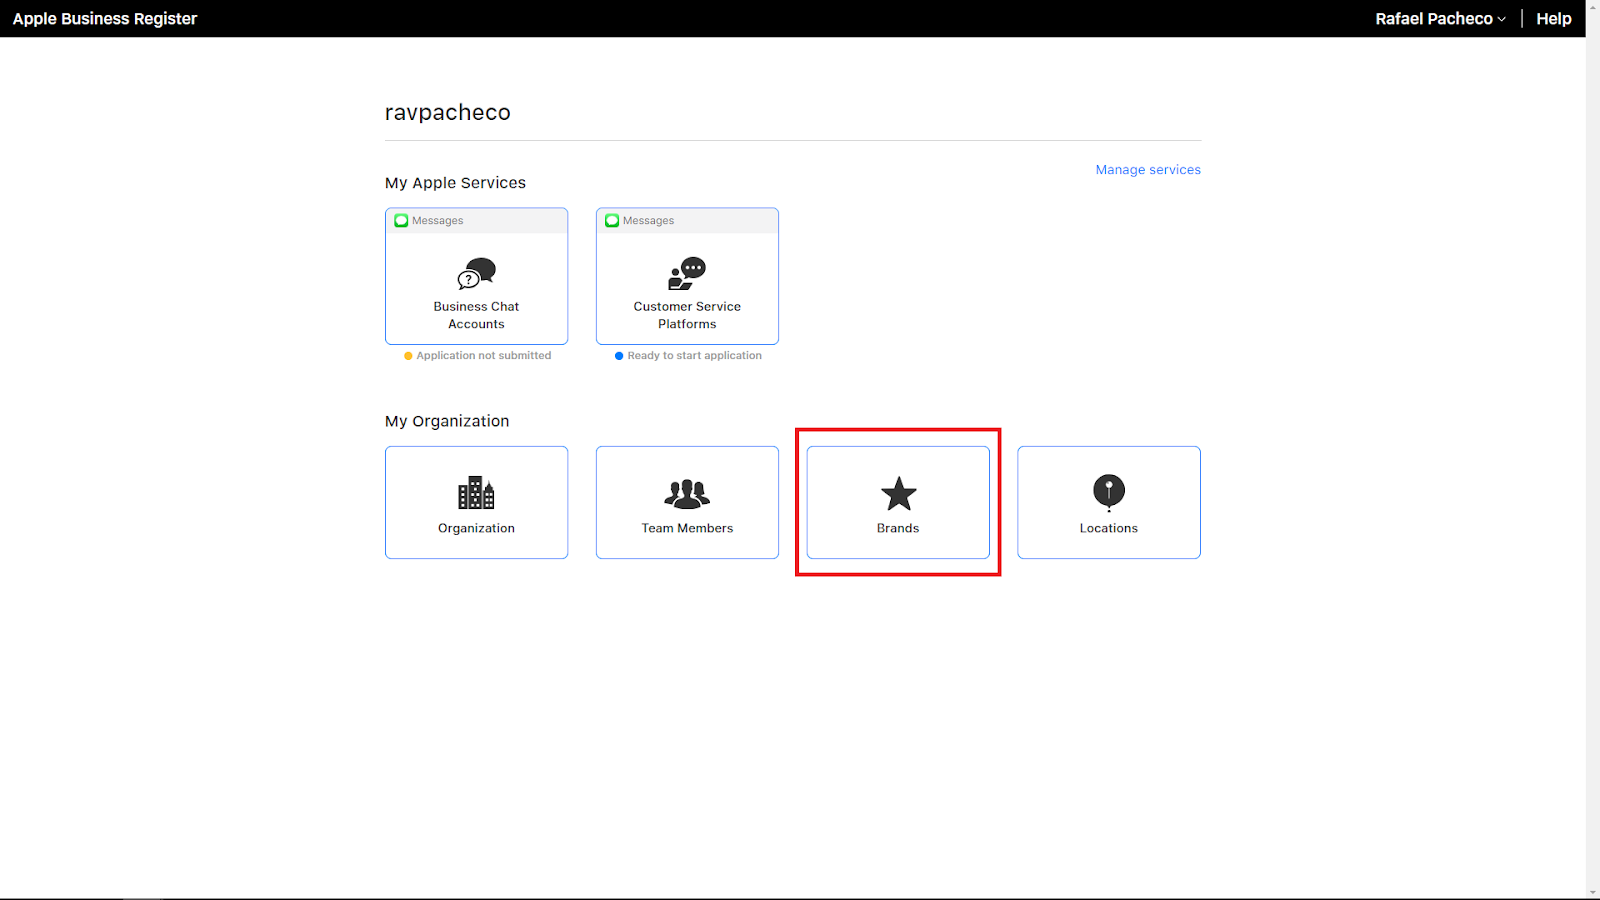 Apple Business Register
Rafael Pacheco
Help
ravpacheco
Manage services
My Apple Services
Messages
?
Business Chat
Accounts
Application not submitted
Messages
Customer Service
Platforms
Ready to start application
My Organization
Organization
Team Members
Brands
Locations